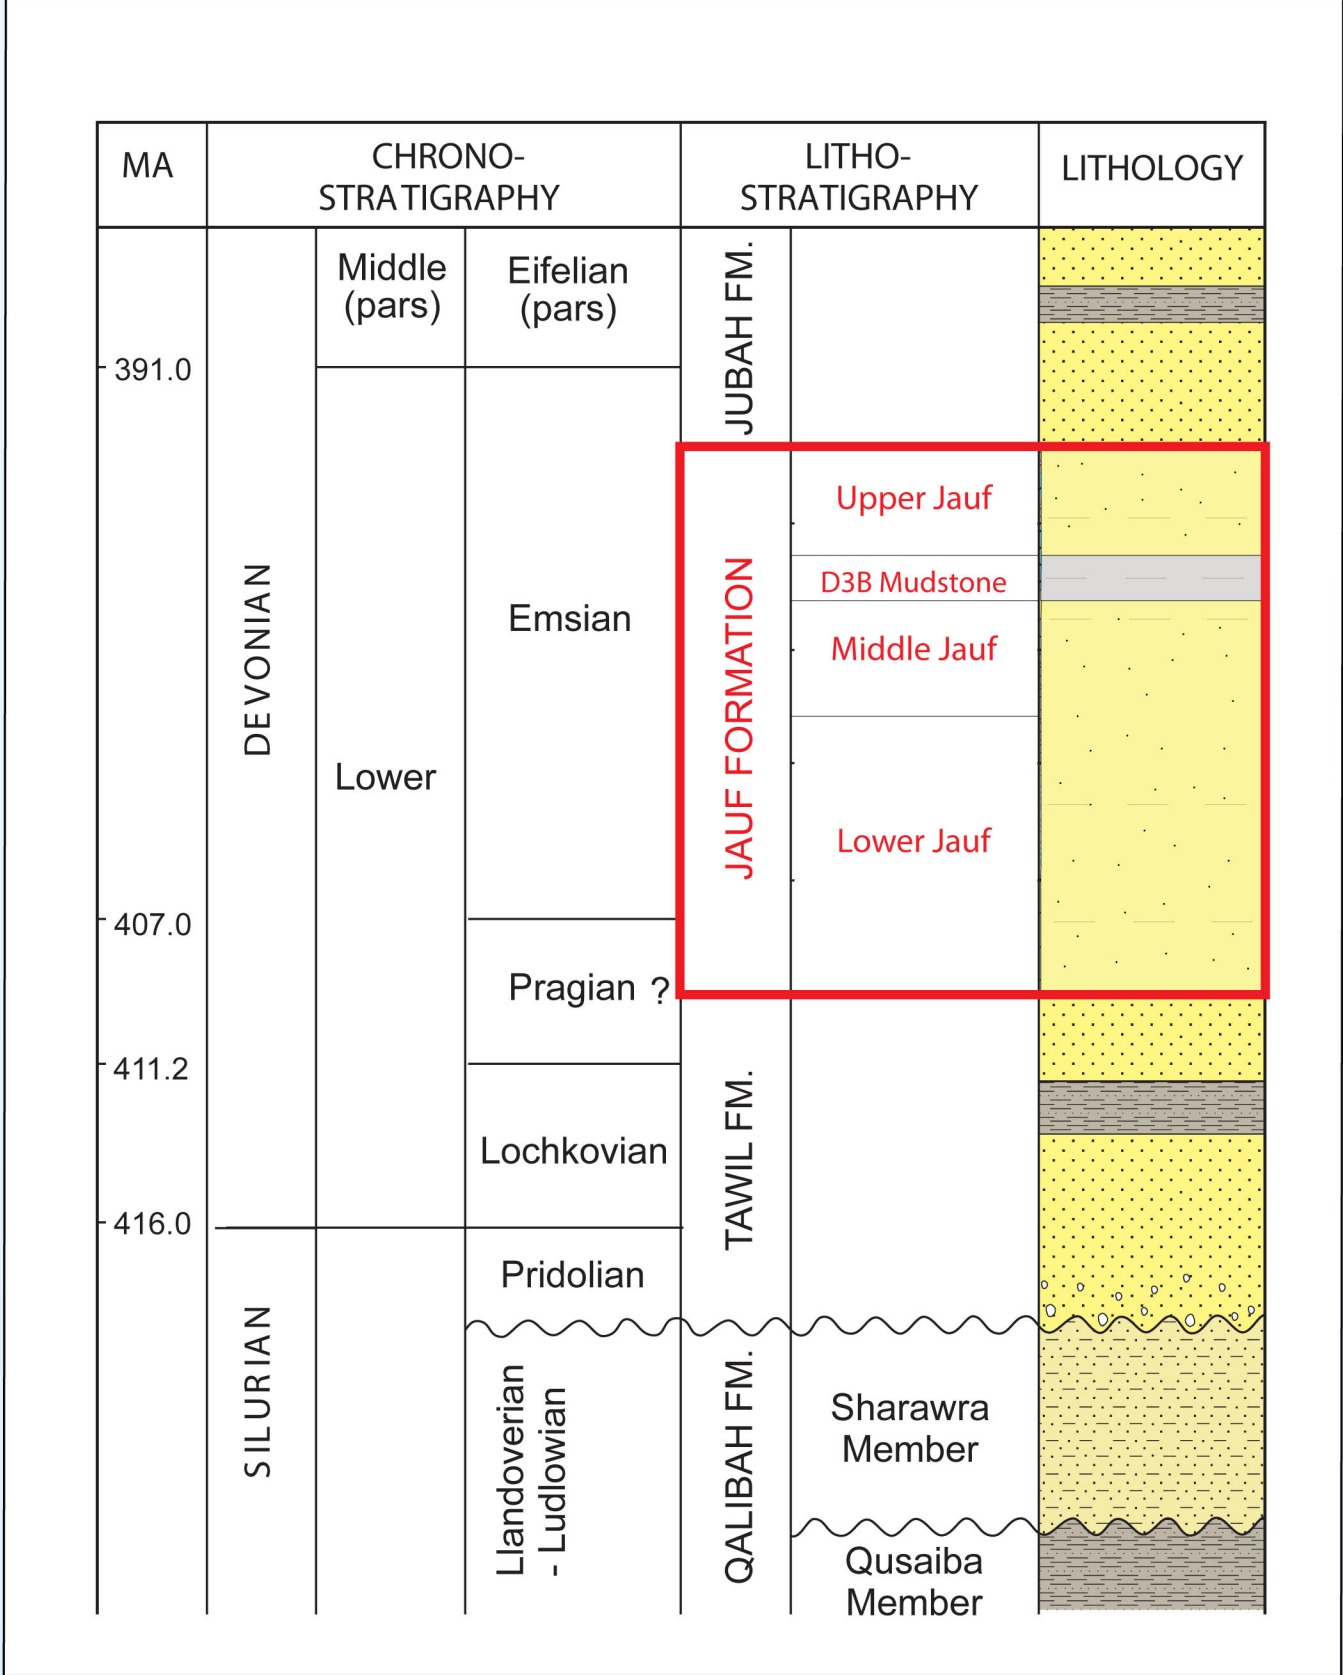 MA
CHRONO-
STRATIGRAPHY
LITHO-
STRATIGRAPHY
LITHOLOGY
Middle
(pars)
Eifelian
(pars)
JUBAH FM.
391.0
DEVONIAN
Lower
Emsian
JAUF FORMATION
Upper Jauf
D3B Mudstone
Middle Jauf
Lower Jauf
407.0
Pragian ?
411.2
Lochkovian
TAWIL FM.
416.0
Pridolian
SILURIAN
Llandoverian
- Ludlowian
QALIBAH FM.
Sharawra
Member
Qusaiba
Member